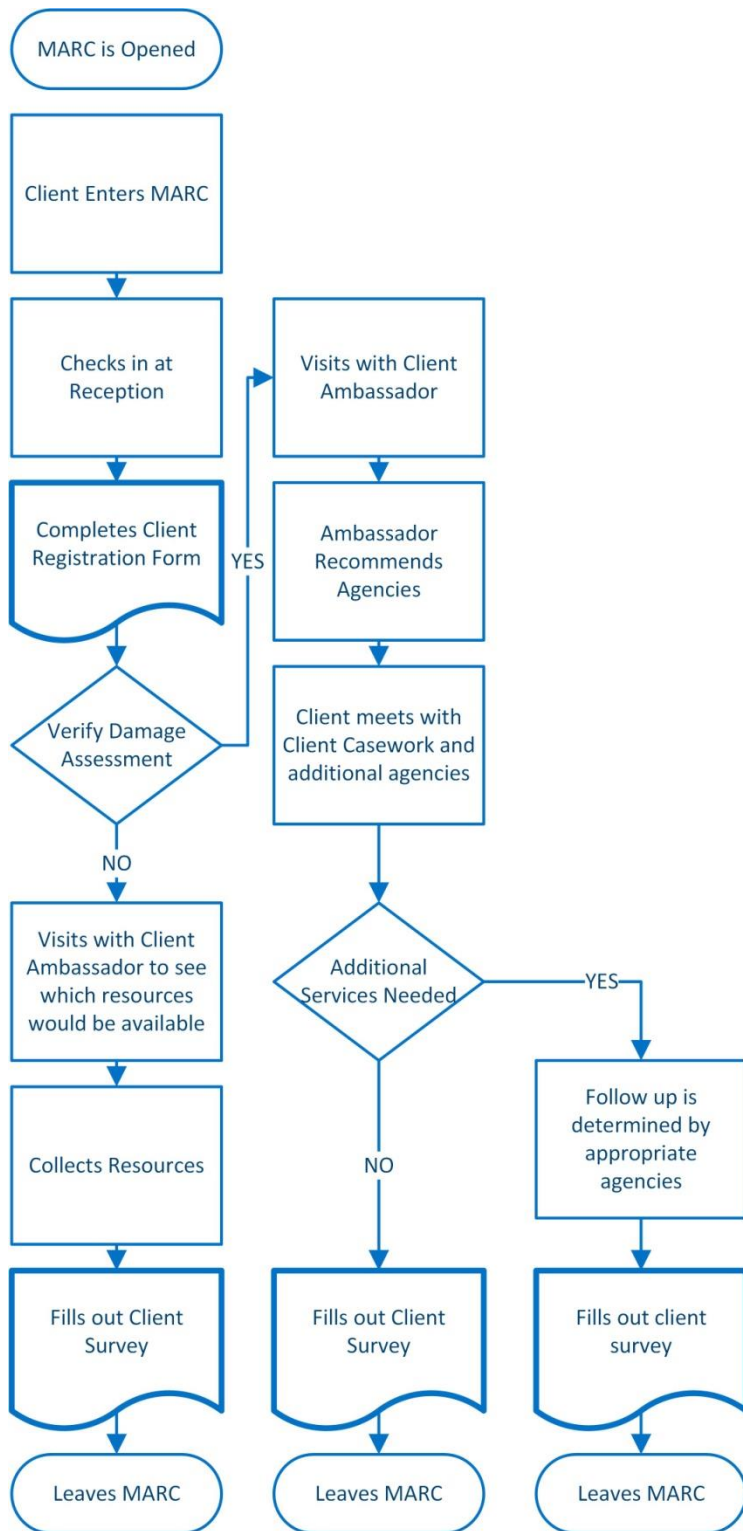 MARC is Opened
Client Enters MARC
Checks in at
Reception
Completes Client
Registration Form
Verify Damage
Assessment
YES
NO
Visits with Client
Ambassador to see
which resources
would be available
Collects Resources
Fills out Client
Survey
Leaves MARC
Visits with Client
Ambassador
Ambassador
Recommends
Agencies
Client meets with
Client Casework and
additional agencies
Additional
Services Needed
YES
NO
Fills out Client
Survey
Leaves MARC
Follow up is
determined by
appropriate
agencies
Fills out client
survey
Leaves MARC